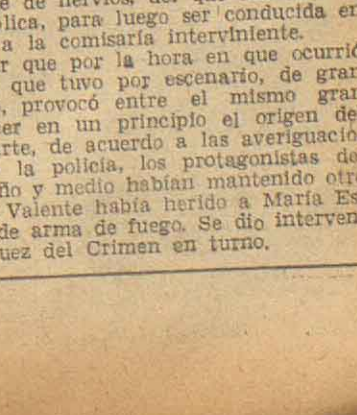 de nervios, de
lica, para luego ser conducida en
a la comisaría interviniente.
r que por la hora en que ocurrió
que tuvo por escenario, de gran
, provocó entre el mismo gran
er en un principio el origen de
rte, de acuerdo a las averiguacio
la policía, los protagonistas de
ño y medio habían mantenido otr
Valente había herido a María Es
de arma de fuego. Se dio interven
uez del Crimen en turno.